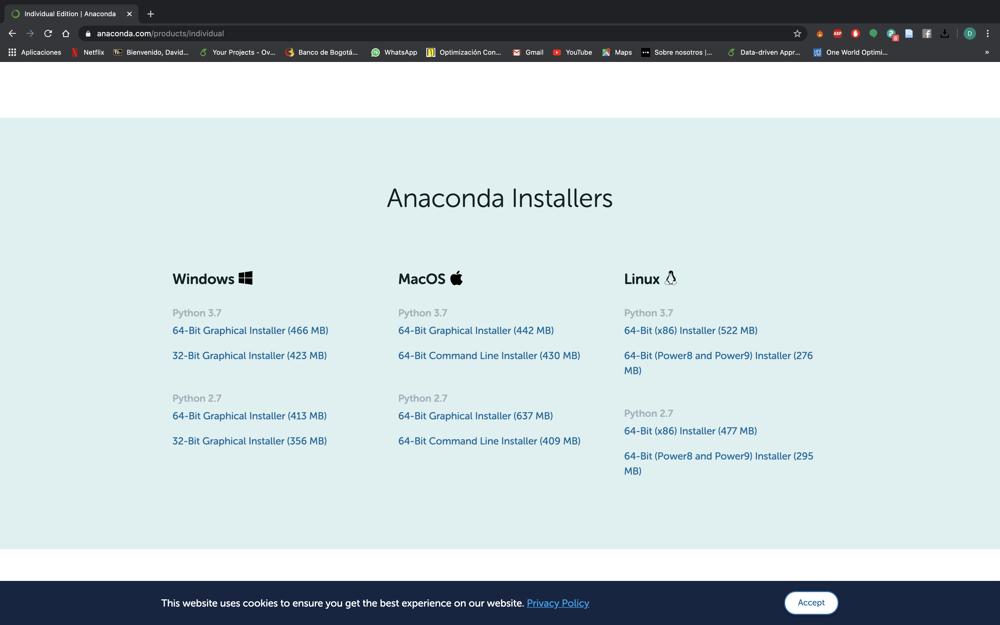 Individual Edition | Anaconda
anaconda.com/products/individual
ABP
a
8
D
Aplicaciones
Netflix
Bb
Bienvenido, David...
Your Projects - Ov...
Banco de Bogotá...
76
WhatsApp
Optimización Con...
Gmail
YouTube
Maps
Sobre nosotros |...
Data-driven Appr...
uni
vie
One World Optimi...
»
Anaconda Installers
Windows
Python 3.7
64-Bit Graphical Installer (466 MB)
32-Bit Graphical Installer (423 MB)
Python 2.7
64-Bit Graphical Installer (413 MB)
32-Bit Graphical Installer (356 MB)
MacOS
Python 3.7
64-Bit Graphical Installer (442 MB)
64-Bit Command Line Installer (430 MB)
Python 2.7
64-Bit Graphical Installer (637 MB)
64-Bit Command Line Installer (409 MB)
Linux
Python 3.7
64-Bit (x86) Installer (522 MB)
64-Bit (Power8 and Power9) Installer (276
MB)
Python 2.7
64-Bit (x86) Installer (477 MB)
64-Bit (Power8 and Power9) Installer (295
MB)
This website uses cookies to ensure you get the best experience on our website. Privacy Policy
Accept